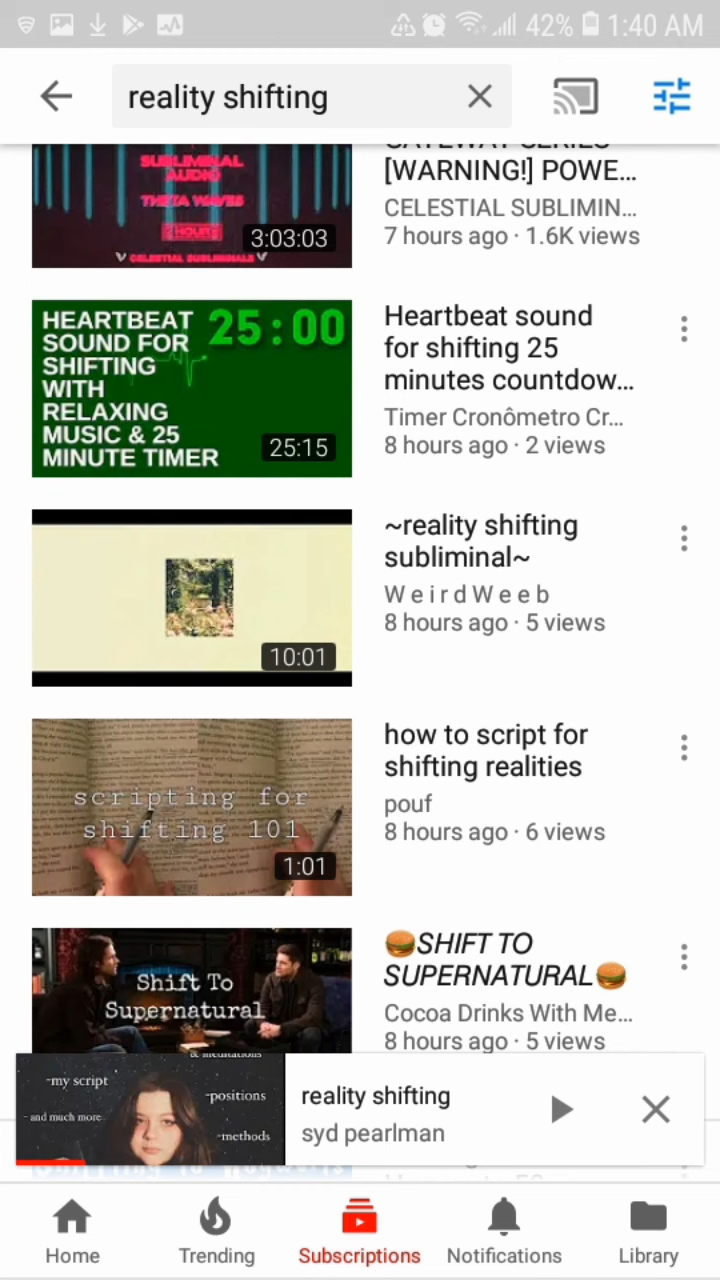 42% 1:40 AM
reality shifting
SUBLIMINAL
AUDIO
THETA WAVES
HOUR
CELESTIAL SUBLIMINALS
3:03:03
GATEWAY SERIES
[WARNING!] POWE...
CELESTIAL SUBLIMIN...
7 hours ago · 1.6K views
HEARTBEAT
SOUND FOR
SHIFTING
WITH
RELAXING
MUSIC & 25
MINUTE TIMER
25:00
25:15
Heartbeat sound
for shifting 25
minutes countdow...
Timer Cronômetro Cr...
8 hours ago · 2 views
10:01
~reality shifting
subliminal~
W e i r d W e e b
8 hours ago · 5 views
scripting for
shifting 101
1:01
how to script for
shifting realities
pouf
8 hours ago · 6 views
Shift To
Supernatural
🍔SHIFT TO
SUPERNATURAL🍔
Cocoa Drinks With Me...
8 hours ago · 5 views
& meditations
-my script
-positions
- and much more
-methods
reality shifting
syd pearlman
Home
Trending
Subscriptions
Notifications
Library